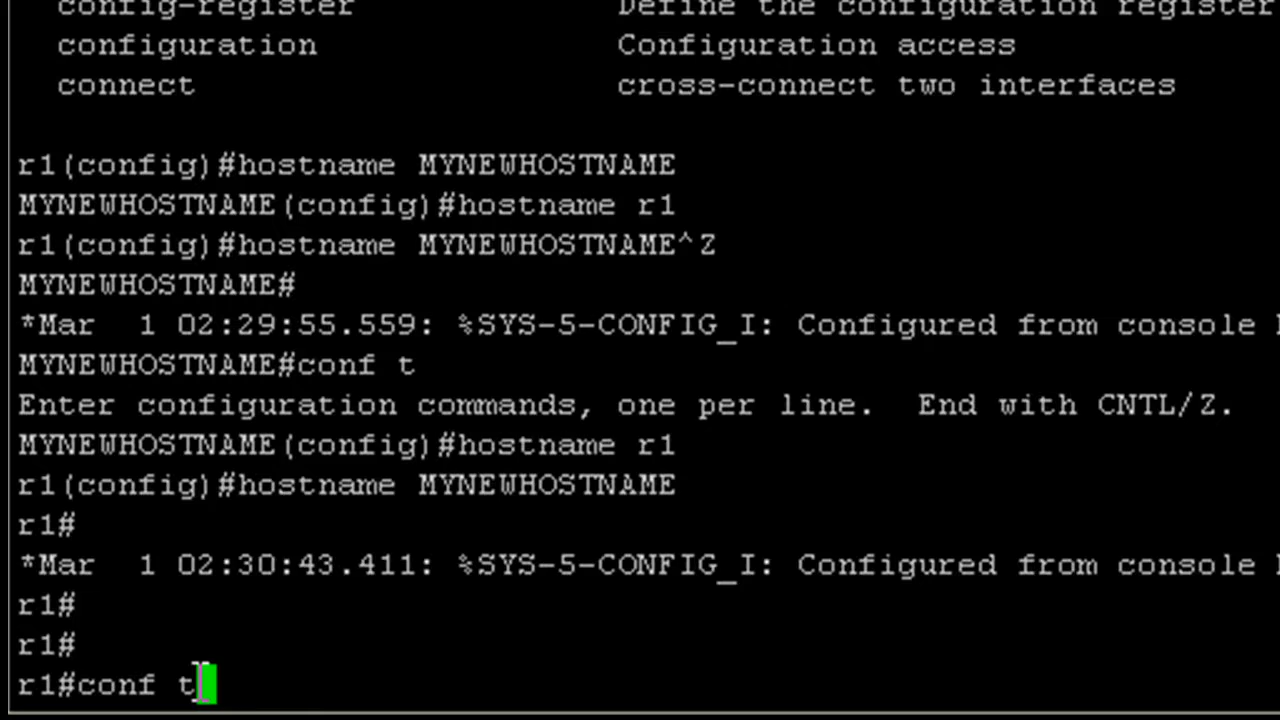 config-register Define the configuration register
configuration Configuration access
connect cross-connect two interfaces
r1(config)#hostname MYNEWHOSTNAME
MYNEWHOSTNAME(config)#hostname r1
r1(config)#hostname MYNEWHOSTNAME^Z
MYNEWHOSTNAME#
*Mar  1 02:29:55.559: %SYS-5-CONFIG_I: Configured from console
MYNEWHOSTNAME#conf t
Enter configuration commands, one per line.  End with CNTL/Z.
MYNEWHOSTNAME(config)#hostname r1
r1(config)#hostname MYNEWHOSTNAME
r1#
*Mar  1 02:30:43.411: %SYS-5-CONFIG_I: Configured from console
r1#
r1#
r1#conf t